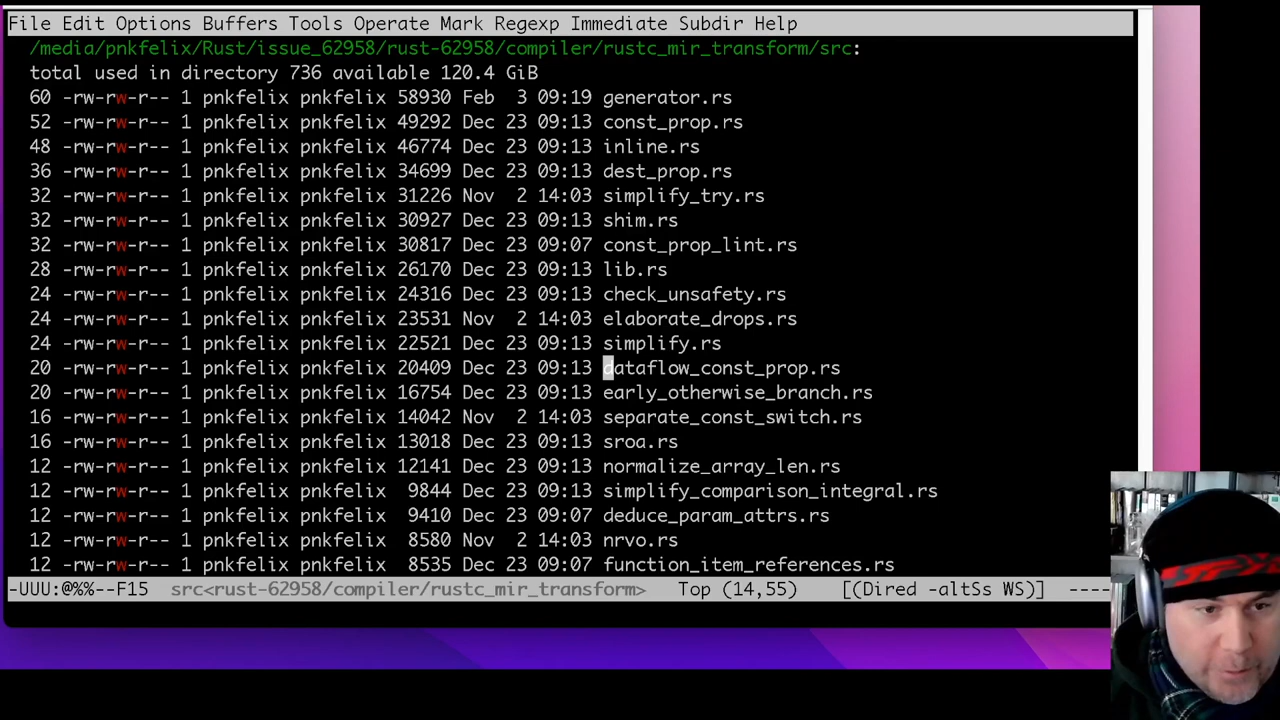 File Edit Options Buffers Tools Operate Mark Regexp Immediate Subdir Help
/media/pnkfelix/Rust/issue_62958/rust-62958/compiler/rustc_mir_transform/src:
total used in directory 736 available 120.4 GiB
60 -rw-rw-r-- 1 pnkfelix pnkfelix 58930 Feb  3 09:19 generator.rs
52 -rw-rw-r-- 1 pnkfelix pnkfelix 49292 Dec 23 09:13 const_prop.rs
48 -rw-rw-r-- 1 pnkfelix pnkfelix 46774 Dec 23 09:13 inline.rs
36 -rw-rw-r-- 1 pnkfelix pnkfelix 34699 Dec 23 09:13 dest_prop.rs
32 -rw-rw-r-- 1 pnkfelix pnkfelix 31226 Nov  2 14:03 simplify_try.rs
32 -rw-rw-r-- 1 pnkfelix pnkfelix 30927 Dec 23 09:13 shim.rs
32 -rw-rw-r-- 1 pnkfelix pnkfelix 30817 Dec 23 09:07 const_prop_lint.rs
28 -rw-rw-r-- 1 pnkfelix pnkfelix 26170 Dec 23 09:13 lib.rs
24 -rw-rw-r-- 1 pnkfelix pnkfelix 24316 Dec 23 09:13 check_unsafety.rs
24 -rw-rw-r-- 1 pnkfelix pnkfelix 23531 Nov  2 14:03 elaborate_drops.rs
24 -rw-rw-r-- 1 pnkfelix pnkfelix 22521 Dec 23 09:13 simplify.rs
20 -rw-rw-r-- 1 pnkfelix pnkfelix 20409 Dec 23 09:13 dataflow_const_prop.rs
20 -rw-rw-r-- 1 pnkfelix pnkfelix 16754 Dec 23 09:13 early_otherwise_branch.rs
16 -rw-rw-r-- 1 pnkfelix pnkfelix 14042 Nov  2 14:03 separate_const_switch.rs
16 -rw-rw-r-- 1 pnkfelix pnkfelix 13018 Dec 23 09:13 sroa.rs
12 -rw-rw-r-- 1 pnkfelix pnkfelix 12141 Dec 23 09:13 normalize_array_len.rs
12 -rw-rw-r-- 1 pnkfelix pnkfelix  9844 Dec 23 09:13 simplify_comparison_integral.rs
12 -rw-rw-r-- 1 pnkfelix pnkfelix  9410 Dec 23 09:07 deduce_param_attrs.rs
12 -rw-rw-r-- 1 pnkfelix pnkfelix  8580 Nov  2 14:03 nrvo.rs
12 -rw-rw-r-- 1 pnkfelix pnkfelix  8535 Dec 23 09:07 function_item_references.rs
-UUU:@%%--F15  src<rust-62958/compiler/rustc_mir_transform>   Top (14,55)    [(Dired -altSs WS)] ----